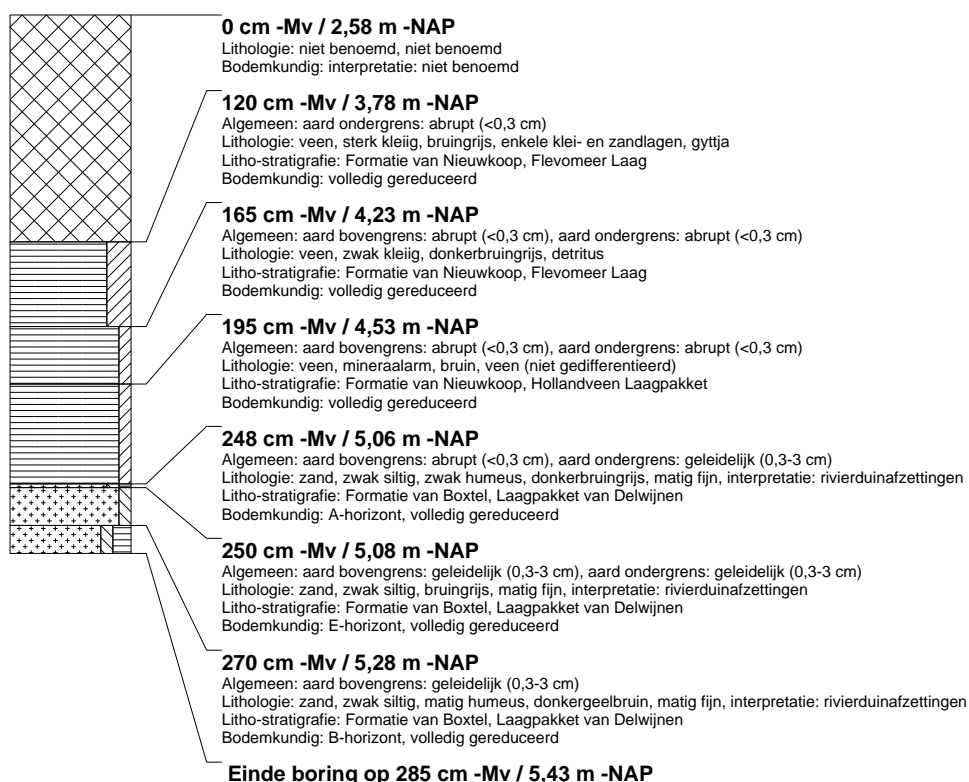 0 cm -Mv / 2,58 m -NAP
Lithologie: niet benoemd, niet benoemd
Bodemkundig: interpretatie: niet benoemd
120 cm -Mv / 3,78 m -NAP
Algemeen: aard ondergrens: abrupt (<0,3 cm)
Lithologie: veen, sterk kleiig, bruingrijs, enkele klei- en zandlagen, gyttja
Litho-stratigrafie: Formatie van Nieuwkoop, Flevomeer Laag
Bodemkundig: volledig gereduceerd
165 cm -Mv / 4,23 m -NAP
Algemeen: aard bovengrens: abrupt (<0,3 cm), aard ondergrens: abrupt (<0,3 cm)
Lithologie: veen, zwak kleiig, donkerbruingrijs, detritus
Litho-stratigrafie: Formatie van Nieuwkoop, Flevomeer Laag
Bodemkundig: volledig gereduceerd
195 cm -Mv / 4,53 m -NAP
Algemeen: aard bovengrens: abrupt (<0,3 cm), aard ondergrens: abrupt (<0,3 cm)
Lithologie: veen, mineraalarm, bruin, veen (niet gedifferentieerd)
Litho-stratigrafie: Formatie van Nieuwkoop, Hollandveen Laagpakket
Bodemkundig: volledig gereduceerd
248 cm -Mv / 5,06 m -NAP
Algemeen: aard bovengrens: abrupt (<0,3 cm), aard ondergrens: geleidelijk (0,3-3 cm)
Lithologie: zand, zwak siltig, zwak humeus, donkerbruingrijs, matig fijn, interpretatie: rivierduinafzettingen
Litho-stratigrafie: Formatie van Boxtel, Laagpakket van Delwijnen
Bodemkundig: A-horizont, volledig gereduceerd
250 cm -Mv / 5,08 m -NAP
Algemeen: aard bovengrens: geleidelijk (0,3-3 cm), aard ondergrens: geleidelijk (0,3-3 cm)
Lithologie: zand, zwak siltig, bruingrijs, matig fijn, interpretatie: rivierduinafzettingen
Litho-stratigrafie: Formatie van Boxtel, Laagpakket van Delwijnen
Bodemkundig: E-horizont, volledig gereduceerd
270 cm -Mv / 5,28 m -NAP
Algemeen: aard bovengrens: geleidelijk (0,3-3 cm)
Lithologie: zand, zwak siltig, matig humeus, donkergeelbruin, matig fijn, interpretatie: rivierduinafzettingen
Litho-stratigrafie: Formatie van Boxtel, Laagpakket van Delwijnen
Bodemkundig: B-horizont, volledig gereduceerd
Einde boring op 285 cm -Mv / 5,43 m -NAP